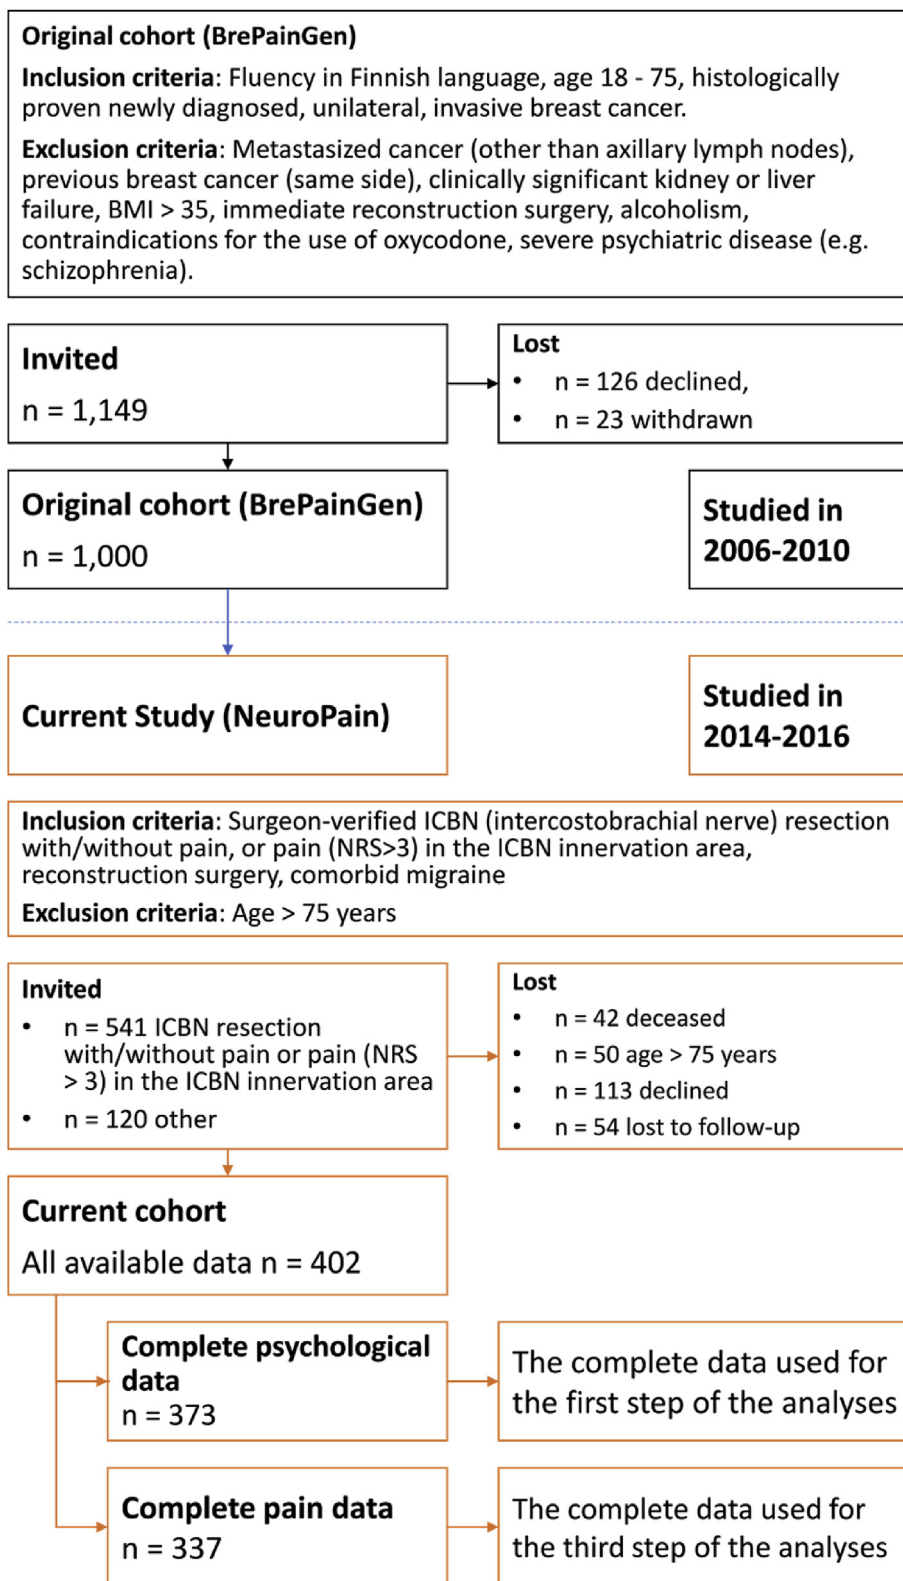 Original cohort (BrePainGen)
Inclusion criteria: Fluency in Finnish language, age 18 - 75, histologically
proven newly diagnosed, unilateral, invasive breast cancer.
Exclusion criteria: Metastasized cancer (other than axillary lymph nodes),
previous breast cancer (same side), clinically significant kidney or liver
failure, BMI > 35, immediate reconstruction surgery, alcoholism,
contraindications for the use of oxycodone, severe psychiatric disease (e.g.
schizophrenia).
Invited
n = 1,149
Lost
• n = 126 declined,
• n = 23 withdrawn
Original cohort (BrePainGen)
n = 1,000
Studied in
2006-2010
Current Study (NeuroPain)
Studied in
2014-2016
Inclusion criteria: Surgeon-verified ICBN (intercostobrachial nerve) resection
with/without pain, or pain (NRS>3) in the ICBN innervation area,
reconstruction surgery, comorbid migraine
Exclusion criteria: Age > 75 years
Invited
• n = 541 ICBN resection
with/without pain or pain (NRS
> 3) in the ICBN innervation area
• n = 120 other
Lost
• n = 42 deceased
• n = 50 age > 75 years
• n = 113 declined
• n = 54 lost to follow-up
Current cohort
All available data n = 402
Complete psychological
data
n = 373
The complete data used for
the first step of the analyses
Complete pain data
n = 337
The complete data used for
the third step of the analyses